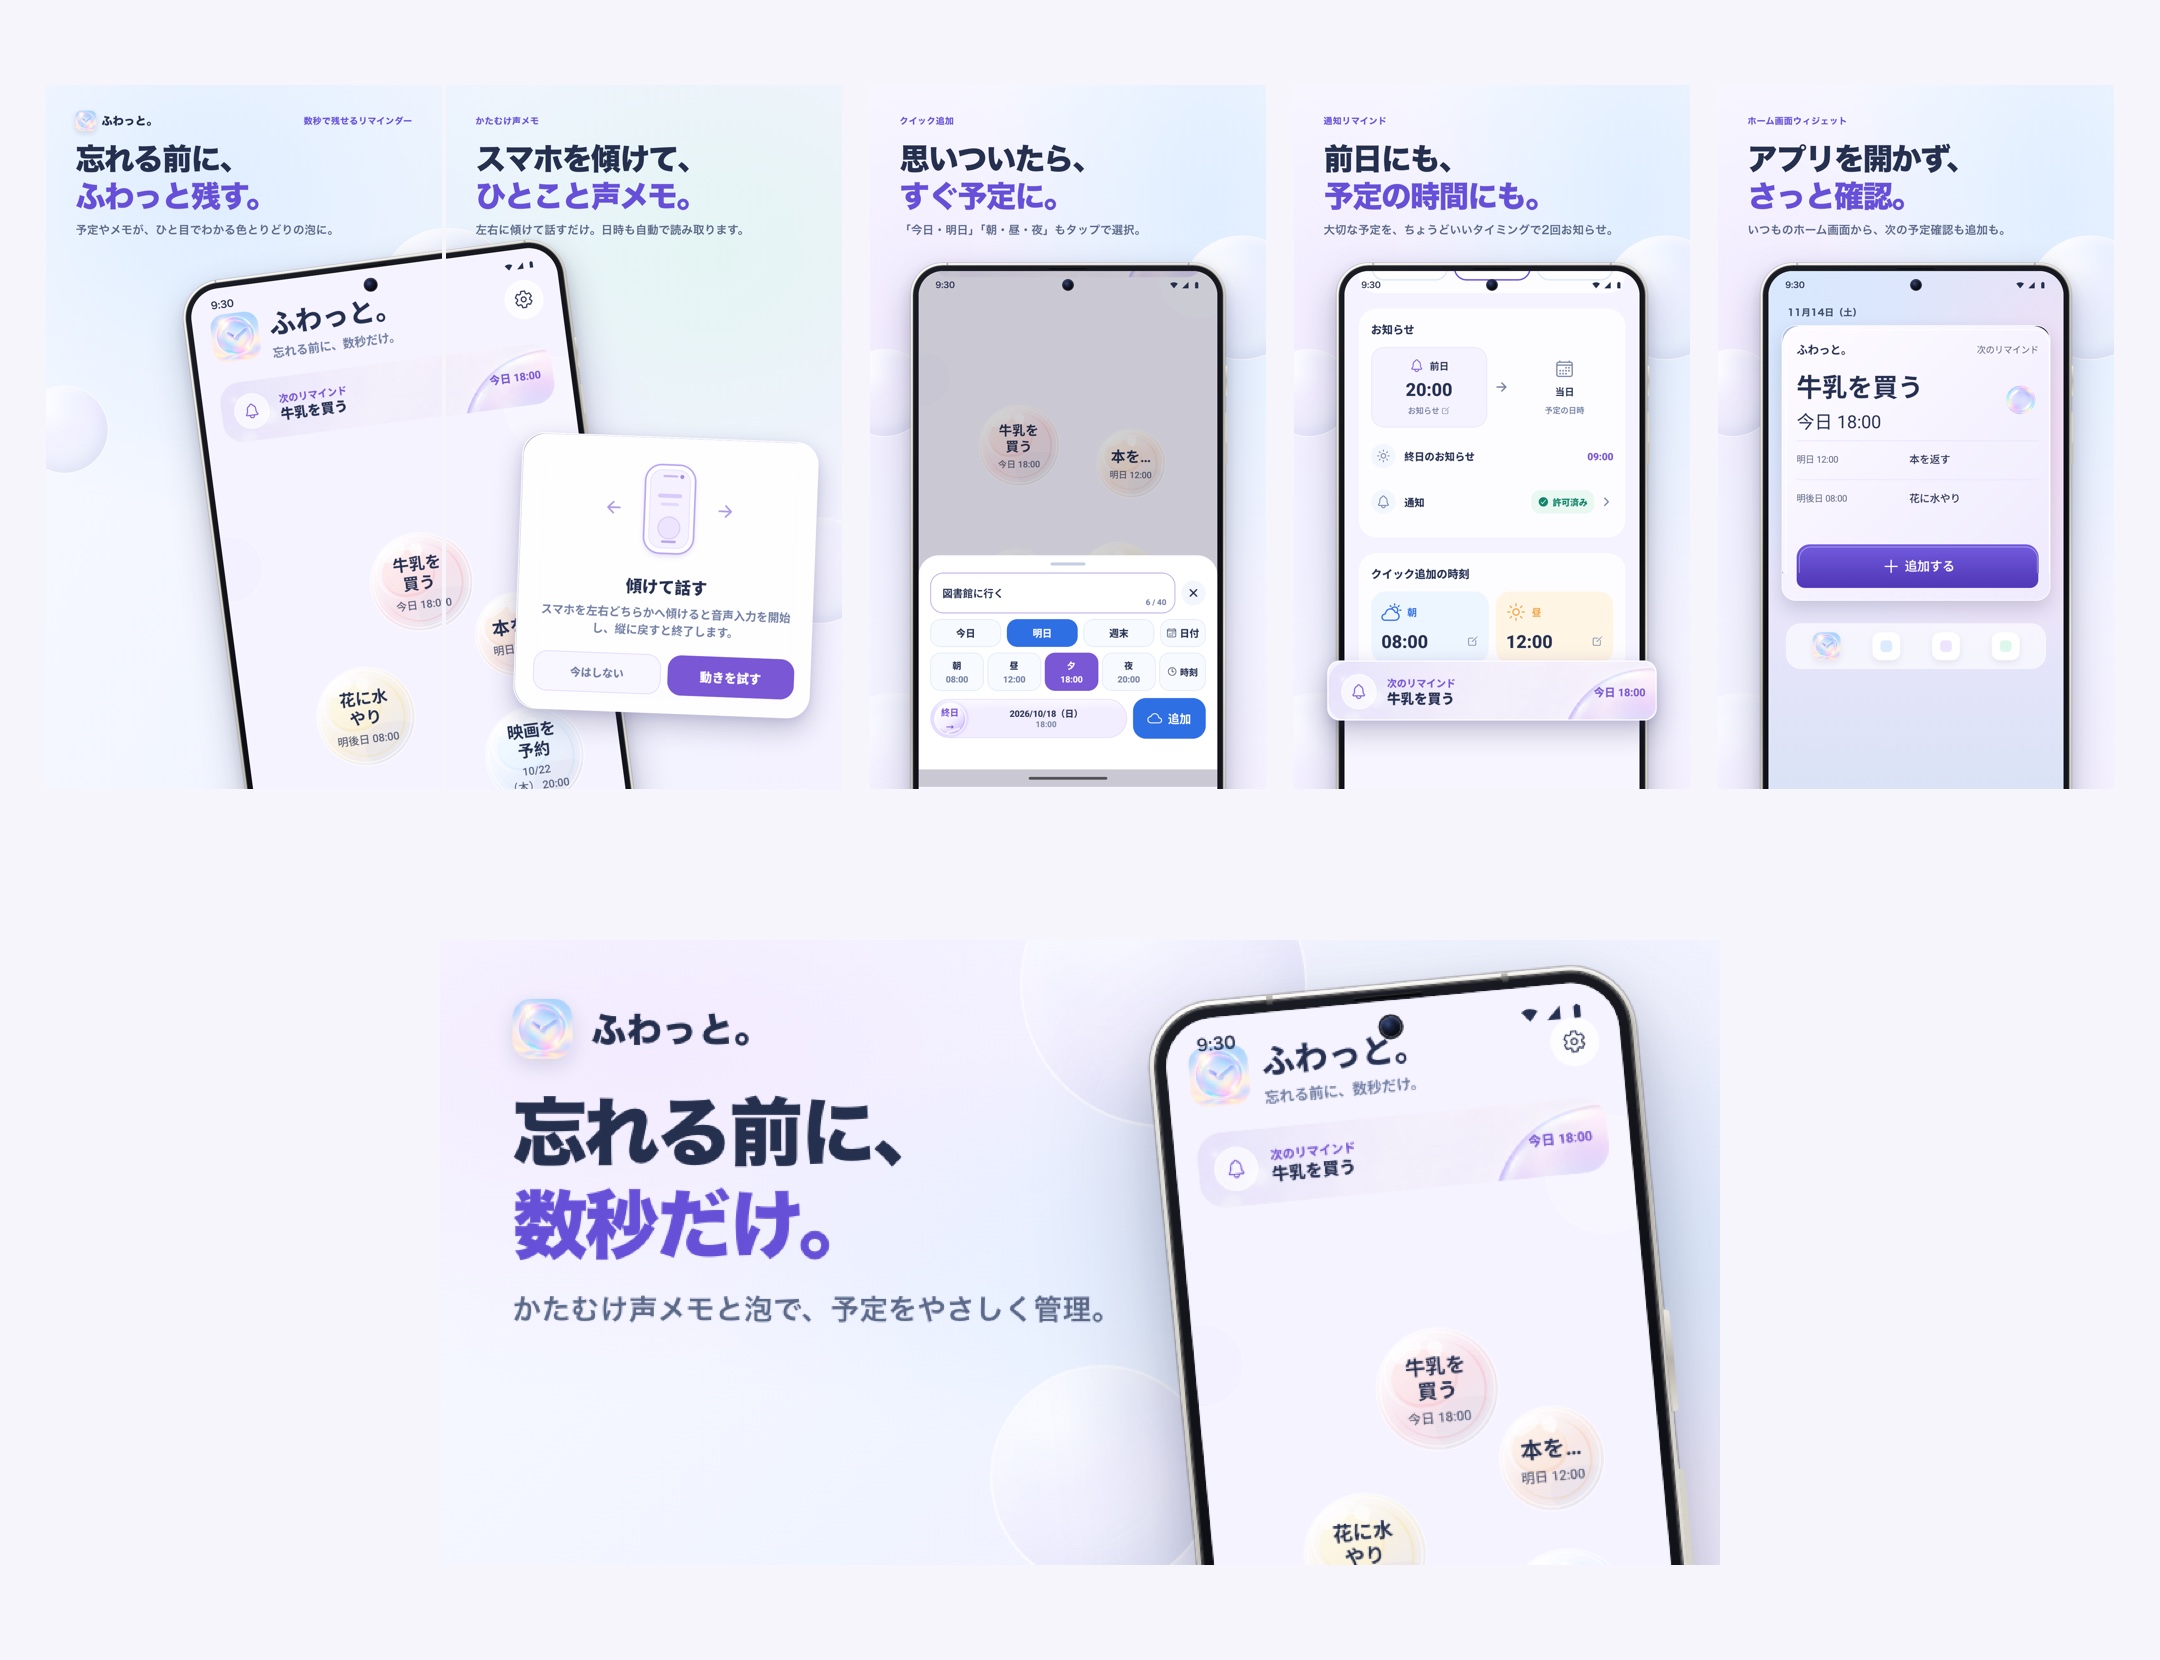 ふわっと。
数秒で残せるリマインダー
忘れる前に、
ふわっと残す。
予定やメモが、ひと目でわかる色とりどりの泡に。
9:30
ふわっと。
忘れる前に、数秒だけ。
次のリマインド
牛乳を買う
今日 18:00
牛乳を
買う
今日 18:00
本
明日
花に水
やり
明後日 08:00
映画を
予約
10/22
(木) 20:00
かたむけ声メモ
スマホを傾けて、
ひとこと声メモ。
左右に傾けて話すだけ。日時も自動で読み取ります。
傾けて話す
スマホを左右どちらかへ傾けると音声入力を開始
し、縦に戻すと終了します。
今はしない
動きを試す
クイック追加
思いついたら、
すぐ予定に。
「今日・明日」「朝・昼・夜」もタップで選択。
9:30
牛乳を
買う
今日 18:00
本を...
明日 12:00
図書館に行く
6 / 40
今日
明日
週末
日付
朝
08:00
昼
12:00
夕
18:00
夜
20:00
時刻
終日
→
2026/10/18（日）
18:00
追加
通知リマインド
前日にも、
予定の時間にも。
大切な予定を、ちょうどいいタイミングで2回お知らせ。
9:30
お知らせ
前日
20:00
お知らせ
当日
予定の日時
終日のお知らせ
09:00
通知
許可済み
クイック追加の時刻
朝
08:00
昼
12:00
次のリマインド
牛乳を買う
今日 18:00
ホーム画面ウィジェット
アプリを開かず、
さっと確認。
いつものホーム画面から、次の予定確認も追加も。
9:30
11月14日（土）
ふわっと。
次のリマインド
牛乳を買う
今日 18:00
明日 12:00
本を返す
明後日 08:00
花に水やり
追加する
ふわっと。
忘れる前に、
数秒だけ。
かたむけ声メモと泡で、予定をやさしく管理。
9:30
ふわっと。
忘れる前に、数秒だけ。
次のリマインド
牛乳を買う
今日 18:00
牛乳を
買う
今日 18:00
本を...
明日 12:00
花に水
やり